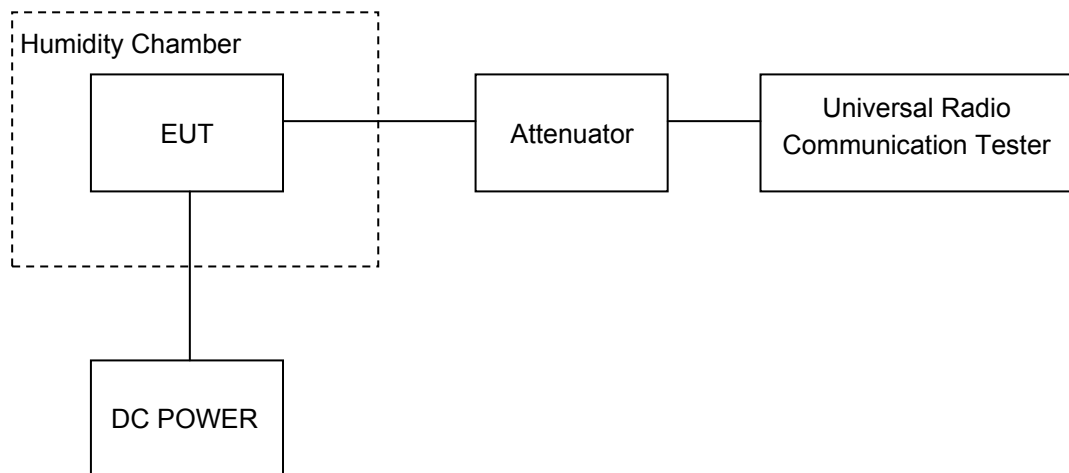 Humidity Chamber
EUT
Attenuator
Universal Radio
Communication Tester
DC POWER